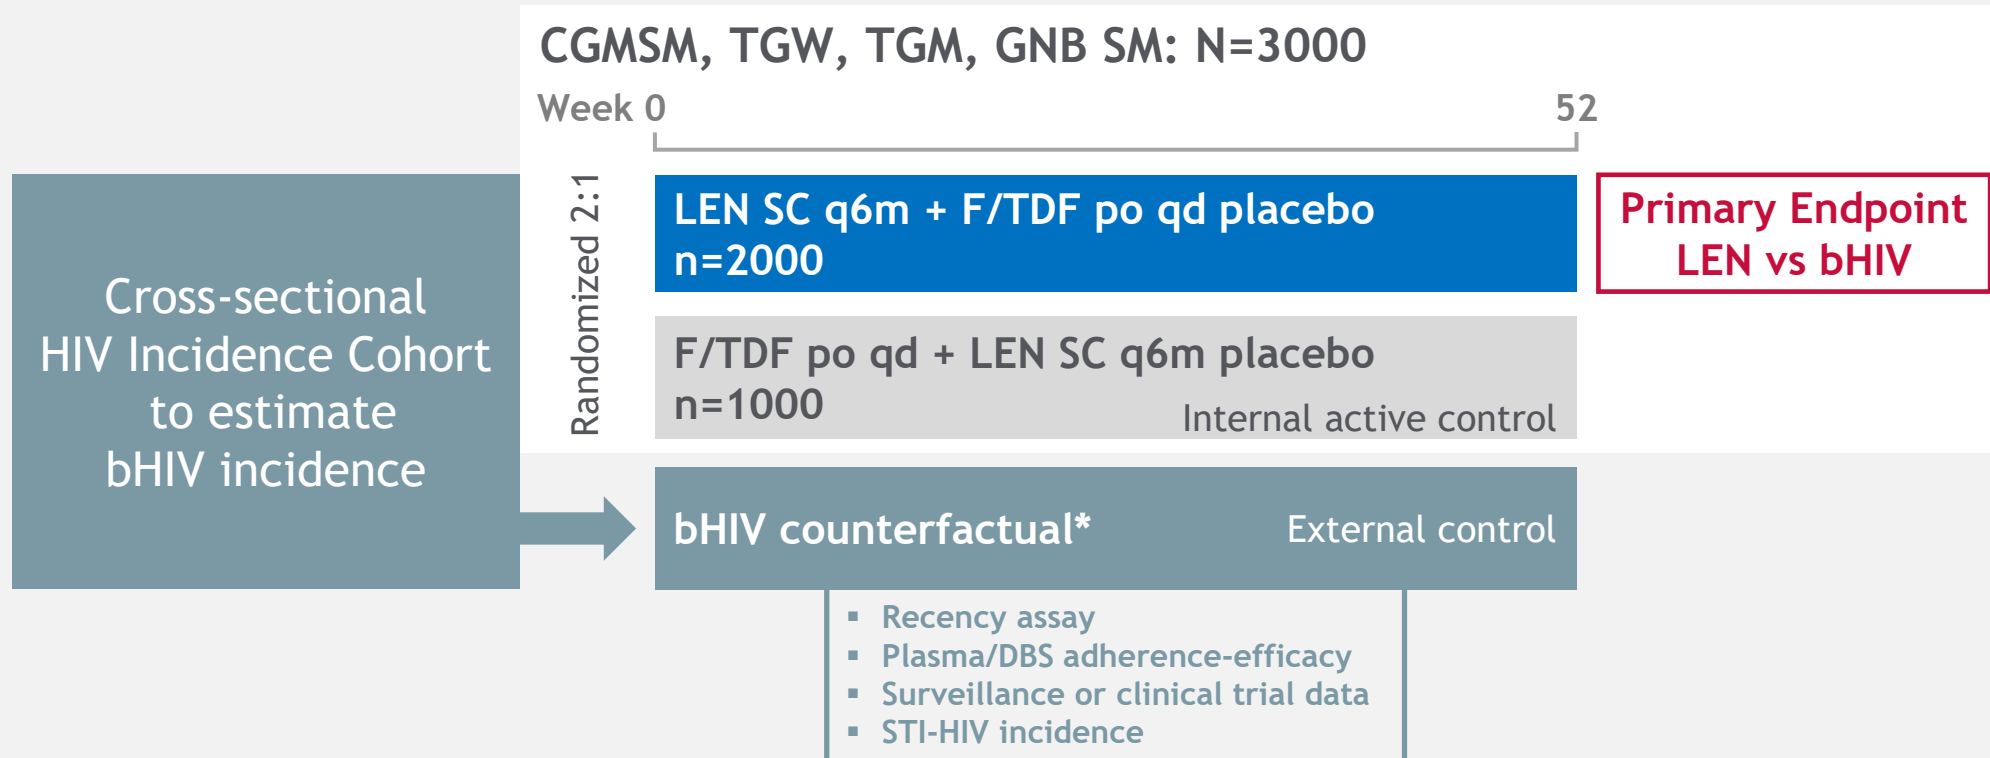 CGMSM, TGW, TGM, GNB SM: N=3000
Week 0
52
Cross-sectional
HIV Incidence Cohort
to estimate
bHIV incidence
Randomized 2:1
LEN SC q6m + F/TDF po qd placebo
n=2000
Primary Endpoint
LEN vs bHIV
F/TDF po qd + LEN SC q6m placebo
n=1000
Internal active control
bHIV counterfactual*
External control
▪ Recency assay
▪ Plasma/DBS adherence-efficacy
▪ Surveillance or clinical trial data
▪ STI-HIV incidence